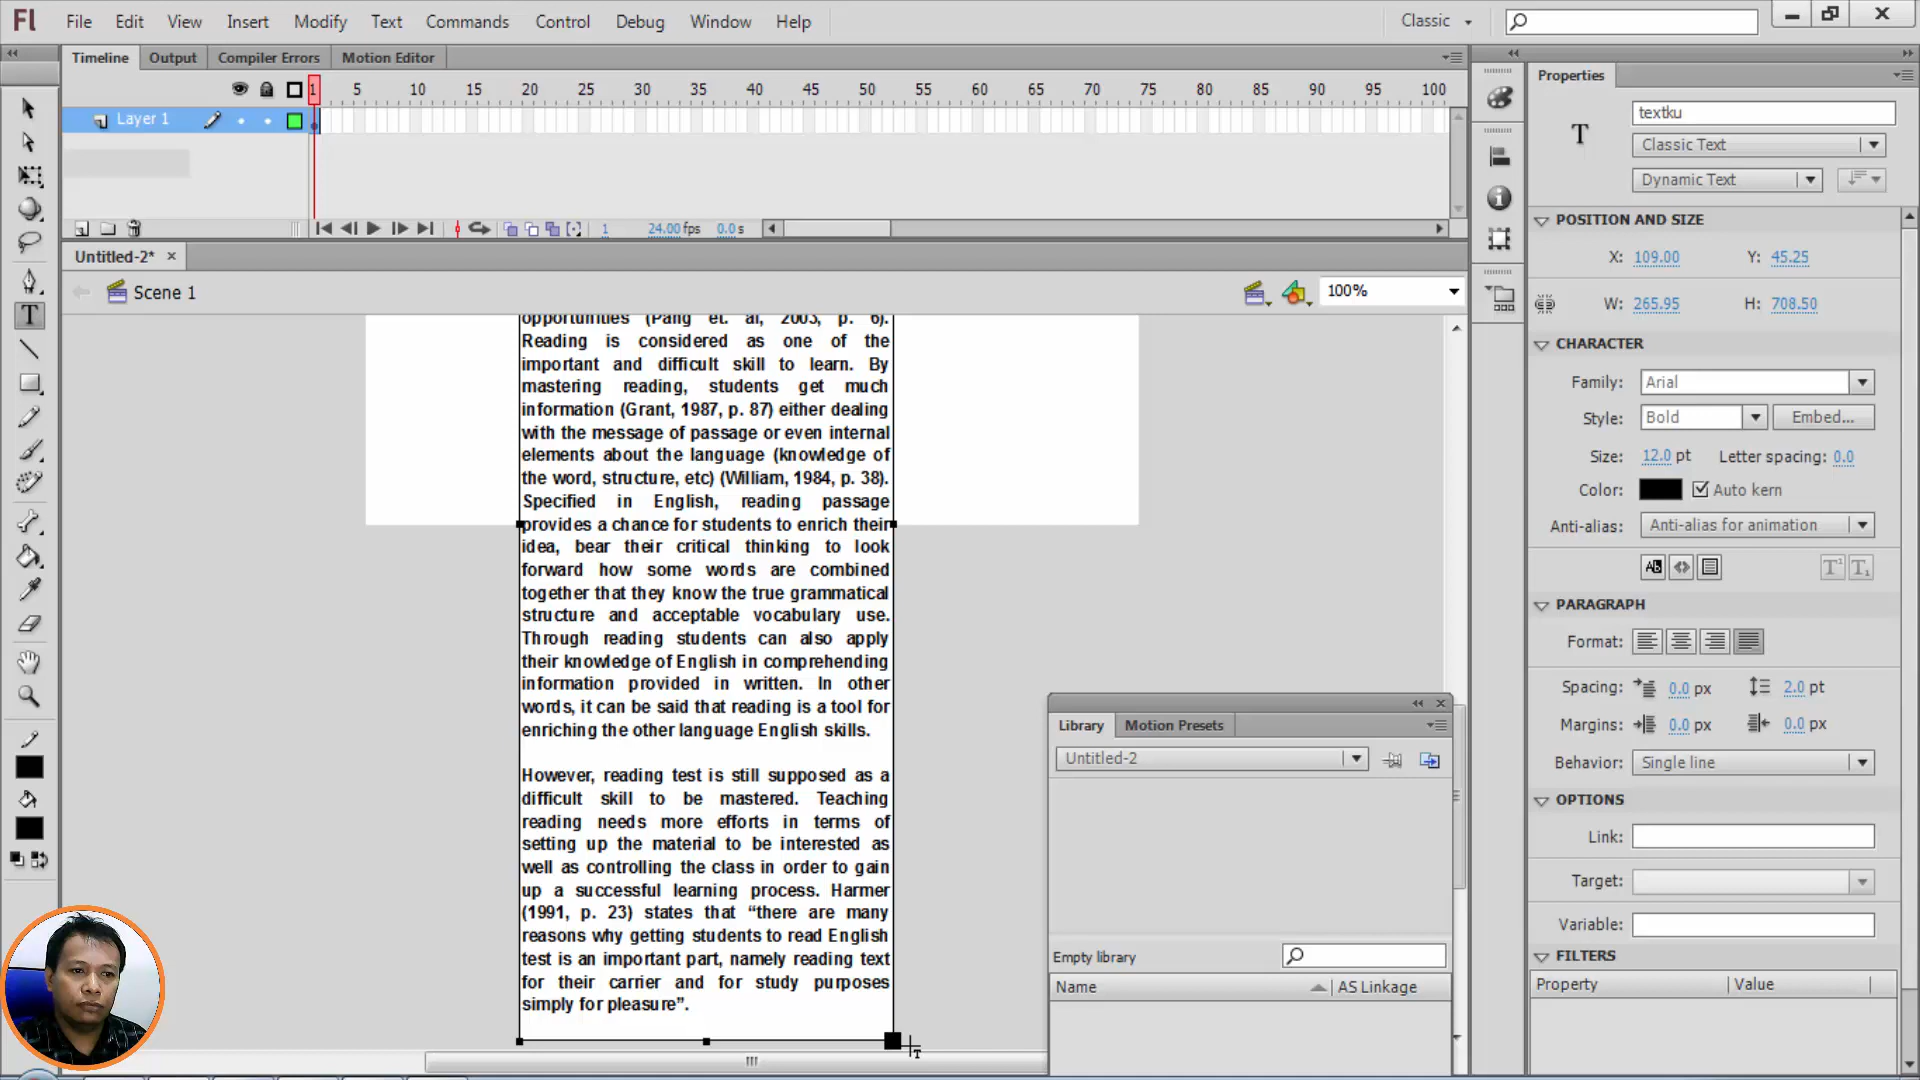 Fl File Edit View Insert Modify Text Commands Control Debug Window Help Classic
Timeline Output Compiler Errors Motion Editor
1 5 10 15 20 25 30 35 40 45 50 55 60 65 70 75 80 85 90 95 100
Layer 1
1 24.00 fps 0.0 s
Untitled-2*
Scene 1
100%
opportunities (Pang et. al, 2003, p. 6).
Reading is considered as one of the
important and difficult skill to learn. By
mastering reading, students get much
information (Grant, 1987, p. 87) either dealing
with the message of passage or even internal
elements about the language (knowledge of
the word, structure, etc) (William, 1984, p. 38).
Specified in English, reading passage
provides a chance for students to enrich their
idea, bear their critical thinking to look
forward how some words are combined
together that they know the true grammatical
structure and acceptable vocabulary use.
Through reading students can also apply
their knowledge of English in comprehending
information provided in written. In other
words, it can be said that reading is a tool for
enriching the other language English skills.
However, reading test is still supposed as a
difficult skill to be mastered. Teaching
reading needs more efforts in terms of
setting up the material to be interested as
well as controlling the class in order to gain
up a successful learning process. Harmer
(1991, p. 23) states that “there are many
reasons why getting students to read English
test is an important part, namely reading text
for their carrier and for study purposes
simply for pleasure”.
Library Motion Presets
Untitled-2
Empty library
Name AS Linkage
Properties
T textku
Classic Text
Dynamic Text
POSITION AND SIZE
X: 109.00 Y: 45.25
W: 265.95 H: 708.50
CHARACTER
Family: Arial
Style: Bold Embed...
Size: 12.0 pt Letter spacing: 0.0
Color: Auto kern
Anti-alias: Anti-alias for animation
PARAGRAPH
Format:
Spacing: 0.0 px 2.0 pt
Margins: 0.0 px 0.0 px
Behavior: Single line
OPTIONS
Link:
Target:
Variable:
FILTERS
Property Value